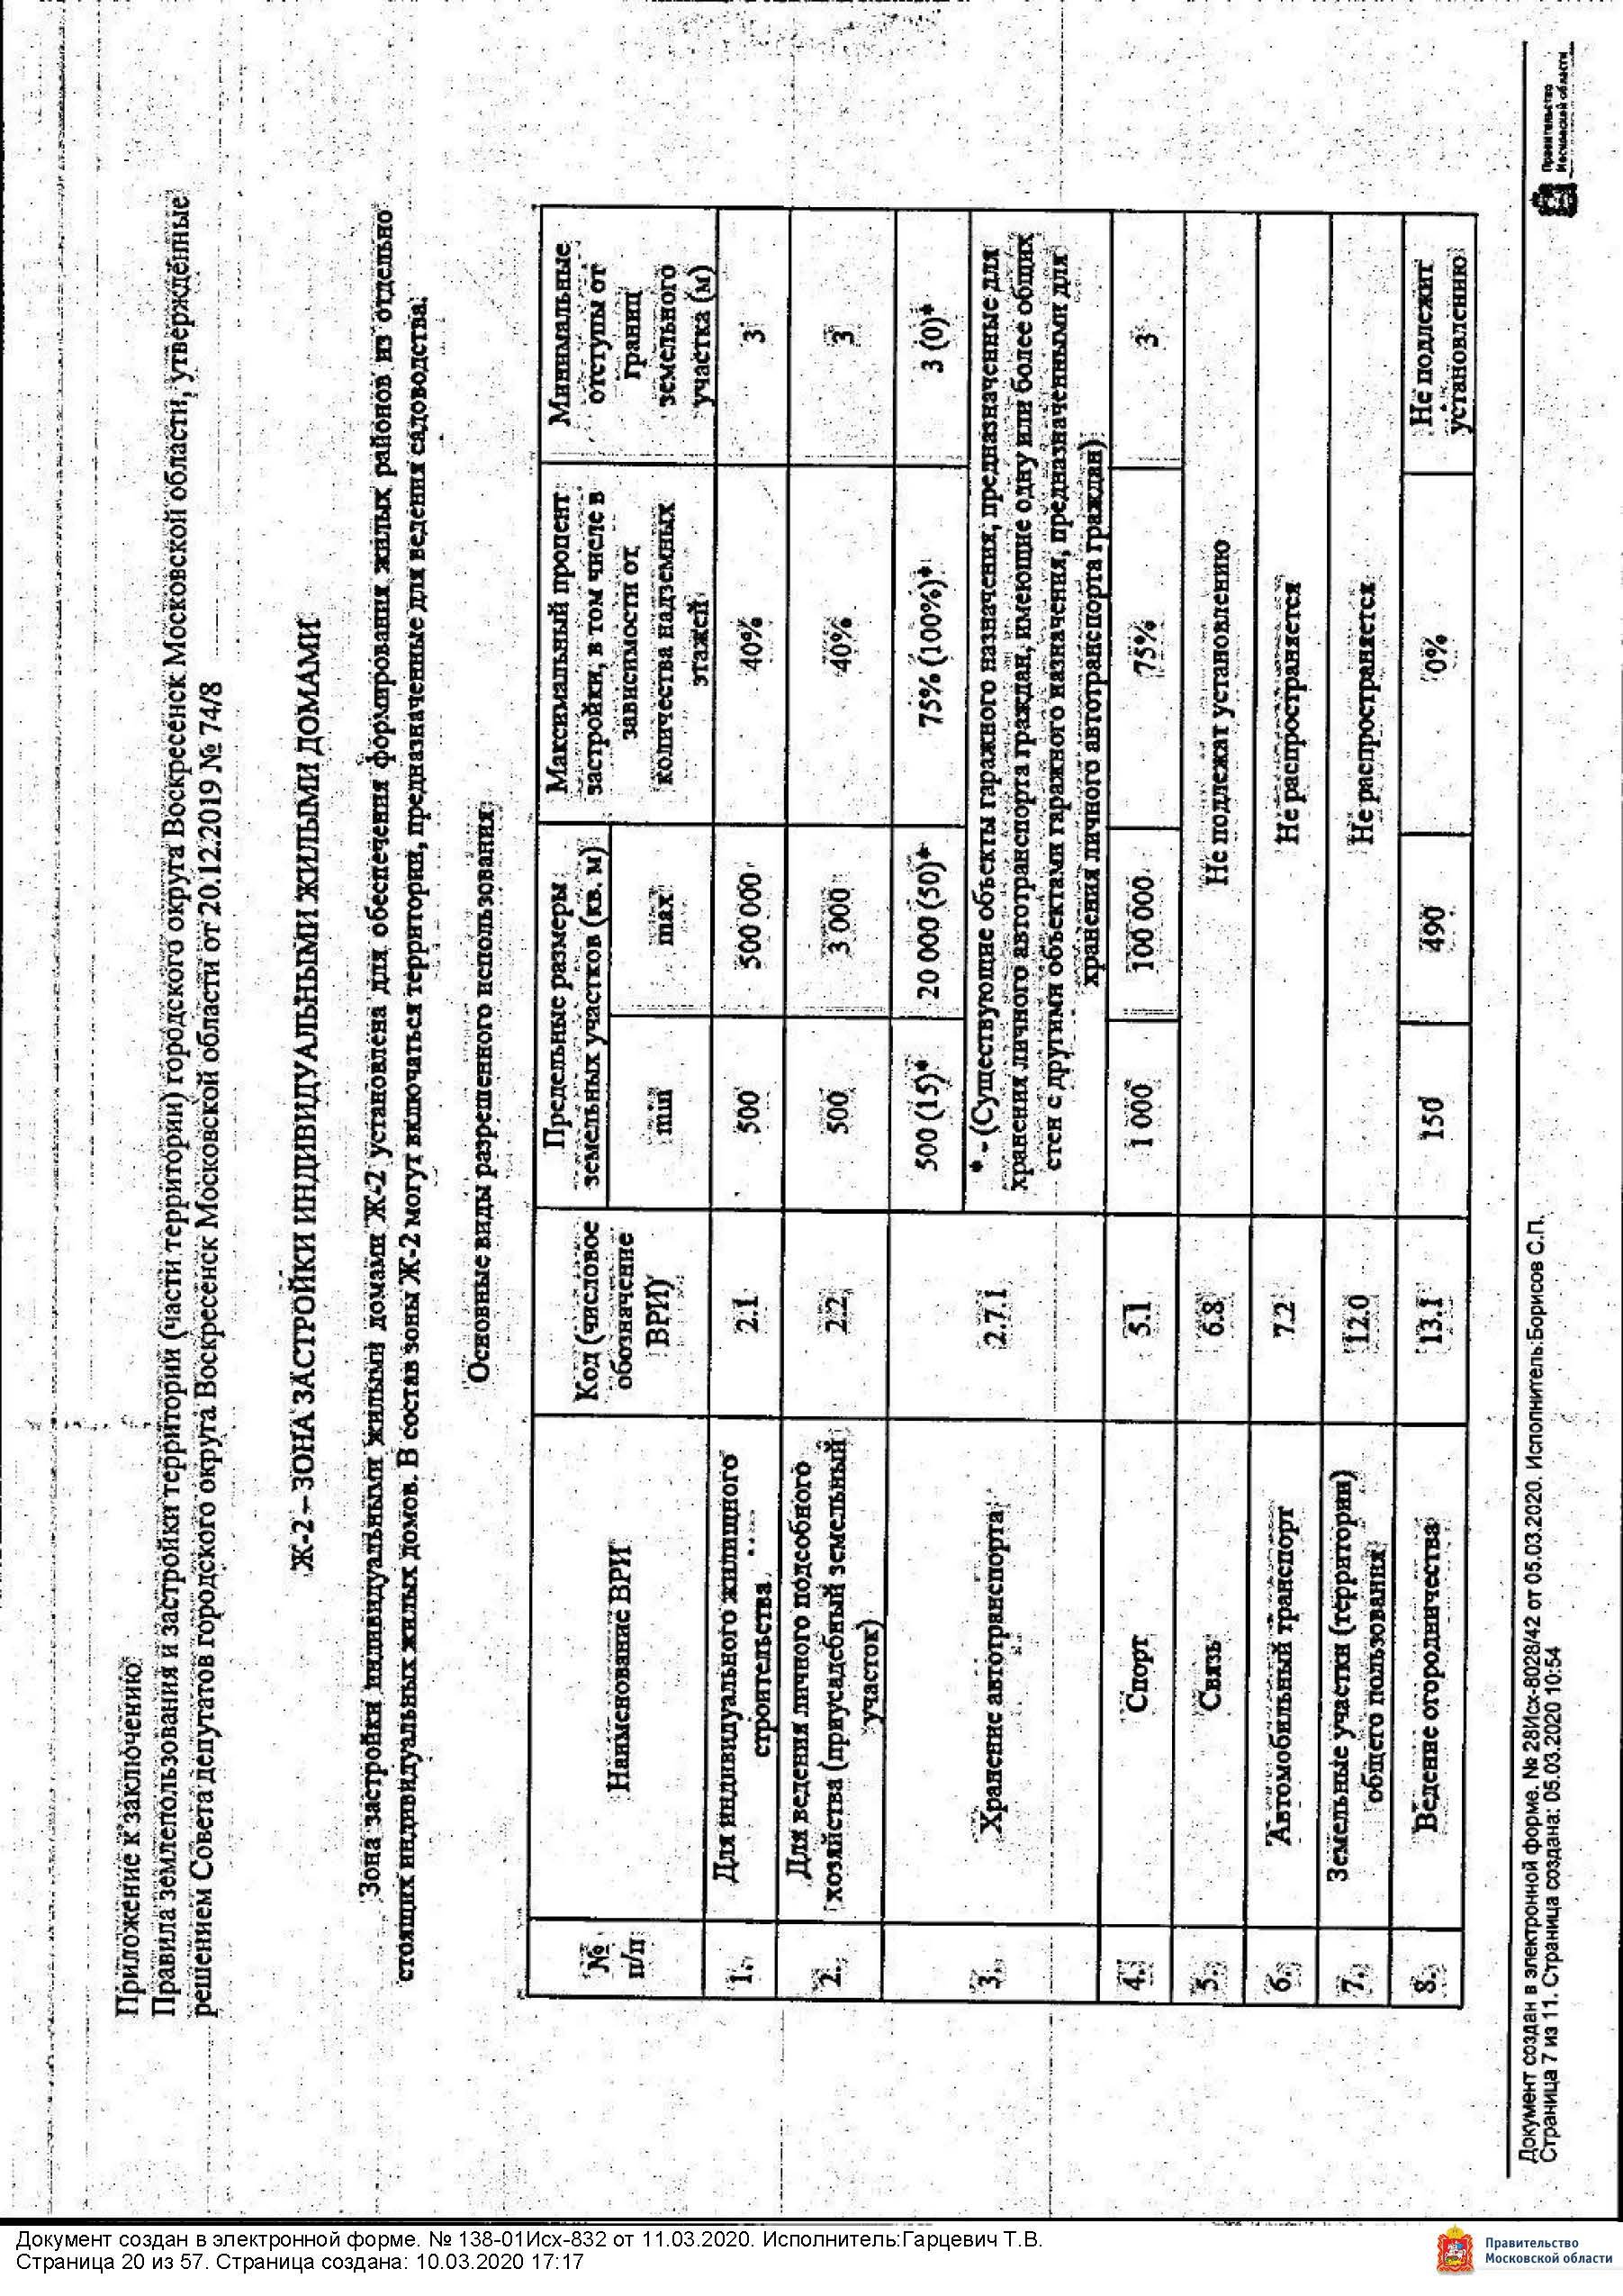 Приложение к заключению
Правила землепользования и застройки территории (части территории) городского округа Воскресенск Московской области, утверждённые
решением Совета депутатов городского округа Воскресенск Московской области от 20.12.2019 № 74/8
Ж-2 – ЗОНА ЗАСТРОЙКИ ИНДИВИДУАЛЬНЫМИ ЖИЛЫМИ ДОМАМИ
Зона застройки индивидуальными жилыми домами Ж-2 установлена для обеспечения формирования жилых районов из отдельно
стоящих индивидуальных жилых домов. В состав зоны Ж-2 могут включаться территории, предназначенные для ведения садоводства.
Основные виды разрешенного использования
№ п/п
Наименование ВРИ
Код (числовое обозначение ВРИ)
Предельные размеры земельных участков (кв. м)
min
max
Максимальный процент застройки, в том числе в зависимости от количества надземных этажей
Минимальные отступы от границ земельного участка (м)
1. Для индивидуального жилищного строительства 2.1 500 500 000 40% 3
2. Для ведения личного подсобного хозяйства (приусадебный земельный участок) 2.2 500 3 000 40% 3
3. Хранение автотранспорта 2.7.1 500 (15)* 20 000 (50)* 75% (100%)* 3 (0)*
* - (Существующие объекты гаражного назначения, предназначенные для
хранения личного автотранспорта граждан, имеющие одну или более общих
стен с другими объектами гаражного назначения, предназначенными для
хранения личного автотранспорта граждан)
4. Спорт 5.1 1 000 100 000 75% 3
5. Связь 6.8 Не подлежат установлению
6. Автомобильный транспорт 7.2 Не распространяется
7. Земельные участки (территории) общего пользования 12.0 Не распространяется
8. Ведение огородничества 13.1 150 490 0% Не подлежит установлению
Документ создан в электронной форме. № 28Исх-8028/42 от 05.03.2020. Исполнитель:Борисов С.П.
Страница 7 из 11. Страница создана: 05.03.2020 10:54
Правительство
Московской области
Документ создан в электронной форме. № 138-01Исх-832 от 11.03.2020. Исполнитель:Гарцевич Т.В.
Страница 20 из 57. Страница создана: 10.03.2020 17:17
Правительство
Московской области